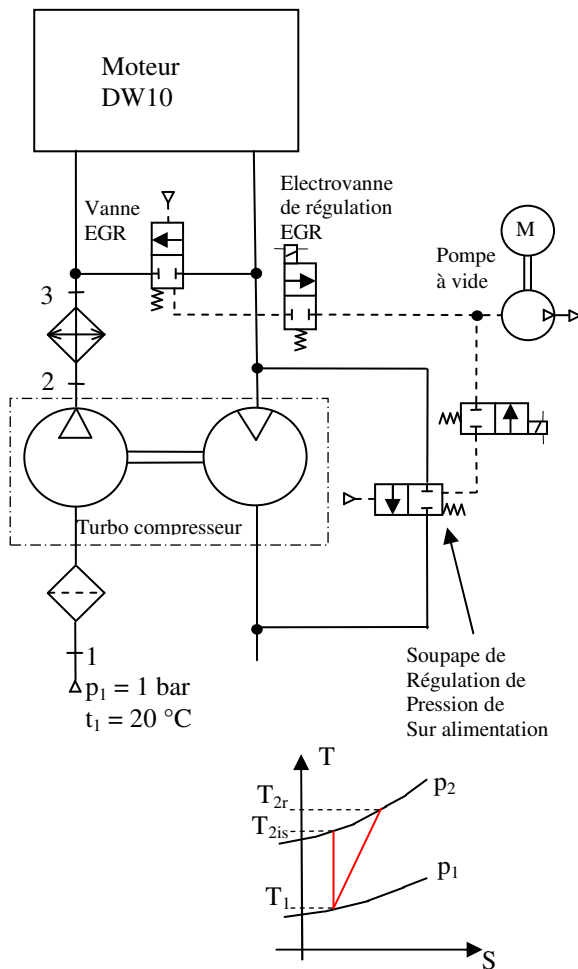 Moteur
DW10
Vanne
EGR
Electrovanne
de régulation
EGR
M
Pompe
à vide
3
2
Turbo compresseur
1
p₁ = 1 bar
t₁ = 20 °C
Soupape de
Régulation de
Pression de
Sur alimentation
T
p₂
T₂ᵣ
T₂ᵢₛ
p₁
T₁
S